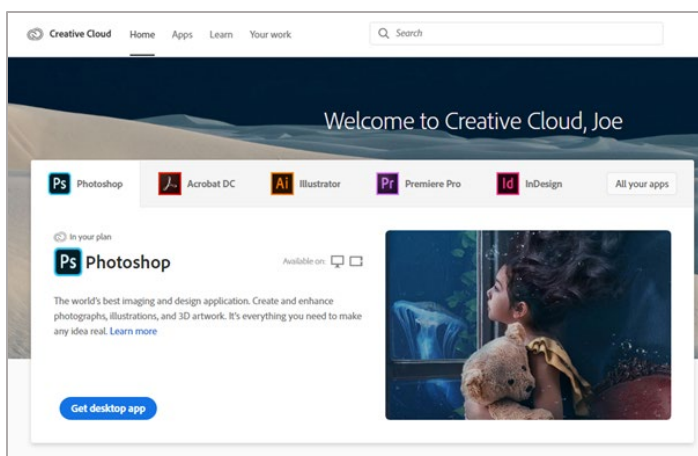 Creative Cloud Home Apps Learn Your work Search
Welcome to Creative Cloud, Joe
Ps Photoshop Acrobat DC Ai Illustrator Pr Premiere Pro Id InDesign All your apps
In your plan
Ps Photoshop Available on:
The world's best imaging and design application. Create and enhance
photographs, illustrations, and 3D artwork. It's everything you need to make
any idea real. Learn more
Get desktop app